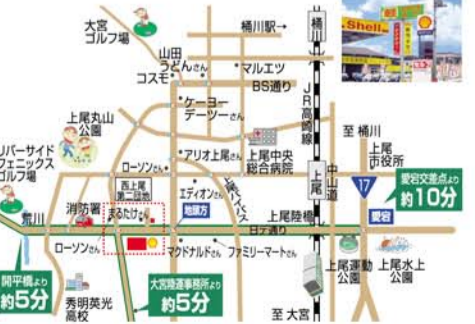 大宮
ゴルフ場
桶川駅→
桶川
Shell
山田
うどんさん
コスモ
マルエツ
BS通り
ケーヨー
デーツーさん
JR高崎線
上尾丸山
公園
アリオ上尾さん
上尾中央
総合病院
至 桶川
上尾
市役所
リバーサイド
フェニックス
ゴルフ場
ローソンさん
西上尾
第二団地
エディオンさん
上尾バイパス
上尾
中山道
17
愛宕交差点より
約10分
荒川
消防署
まるたけさん
地頭方
上尾陸橋
愛宕
日产通り
ローソンさん
マクドナルドさん
ファミリーマートさん
開平橋より
約5分
秀明英光
高校
大宮陸運事務所より
約5分
上尾運動
公園
上尾水上
公園
至 大宮